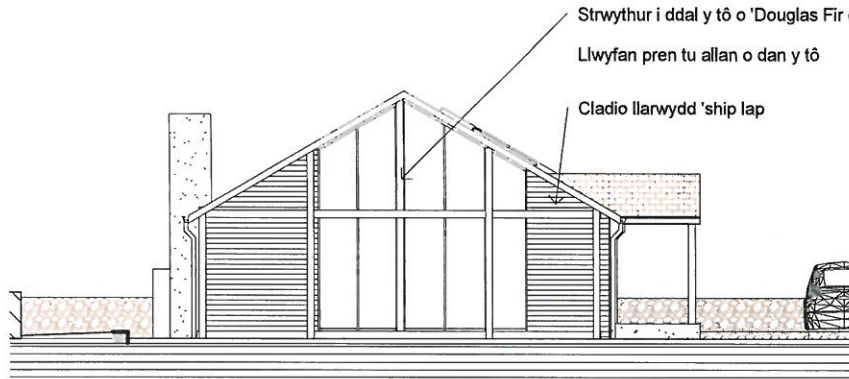 Strwythur i ddal y tô o 'Douglas Fir
Llwyfan pren tu allan o dan y tô
Cladio llarwydd 'ship lap